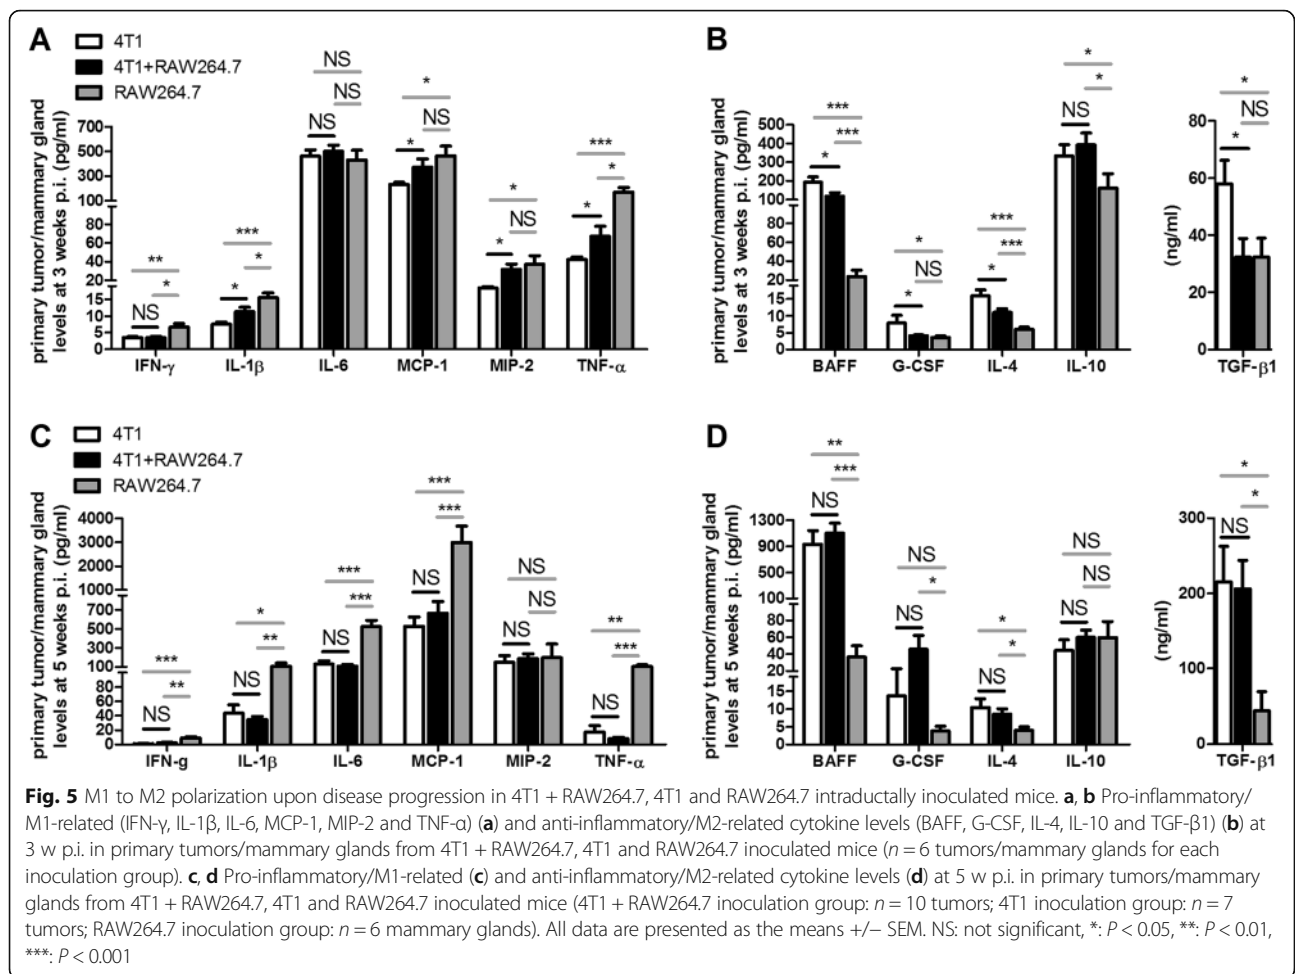 A
4T1
4T1+RAW264.7
RAW264.7
primary tumor/mammary gland
levels at 3 weeks p.i. (pg/ml)
700
500
300
100
80
60
40
20
15
10
5
0
** * NS
*** * *
NS NS NS
* NS *
* NS *
*** * *
IFN-γ IL-1β IL-6 MCP-1 MIP-2 TNF-α
B
primary tumor/mammary gland
levels at 3 weeks p.i. (pg/ml)
500
400
300
200
100
80
60
40
20
15
10
5
0
*** *** *
* NS *
*** *** *
* * NS
BAFF G-CSF IL-4 IL-10
(ng/ml)
80
60
40
20
0
* NS *
TGF-β1
C
4T1
4T1+RAW264.7
RAW264.7
primary tumor/mammary gland
levels at 5 weeks p.i. (pg/ml)
4000
3000
2000
1000
700
500
300
100
80
60
40
20
0
*** ** NS
* ** NS
*** *** NS
*** *** NS
NS NS NS
** *** NS
IFN-g IL-1β IL-6 MCP-1 MIP-2 TNF-α
D
primary tumor/mammary gland
levels at 5 weeks p.i. (pg/ml)
1300
900
500
100
80
60
40
20
15
10
5
0
** *** NS
NS * NS
* * NS
NS NS NS
BAFF G-CSF IL-4 IL-10
(ng/ml)
300
200
100
0
* * NS
TGF-β1
Fig. 5 M1 to M2 polarization upon disease progression in 4T1 + RAW264.7, 4T1 and RAW264.7 intraductally inoculated mice. a, b Pro-inflammatory/
M1-related (IFN-γ, IL-1β, IL-6, MCP-1, MIP-2 and TNF-α) (a) and anti-inflammatory/M2-related cytokine levels (BAFF, G-CSF, IL-4, IL-10 and TGF-β1) (b) at
3 w p.i. in primary tumors/mammary glands from 4T1 + RAW264.7, 4T1 and RAW264.7 inoculated mice (n = 6 tumors/mammary glands for each
inoculation group). c, d Pro-inflammatory/M1-related (c) and anti-inflammatory/M2-related cytokine levels (d) at 5 w p.i. in primary tumors/mammary
glands from 4T1 + RAW264.7, 4T1 and RAW264.7 inoculated mice (4T1 + RAW264.7 inoculation group: n = 10 tumors; 4T1 inoculation group: n = 7
tumors; RAW264.7 inoculation group: n = 6 mammary glands). All data are presented as the means +/− SEM. NS: not significant, *: P < 0.05, **: P < 0.01,
***: P < 0.001